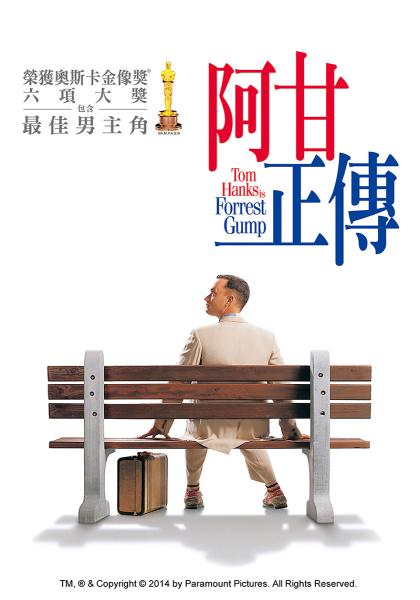 榮獲奧斯卡金像獎®
六項大獎
包含
最佳男主角
阿甘
正傳
Tom
Hanks is
Forrest
Gump
TM, ® & Copyright © 2014 by Paramount Pictures. All Rights Reserved.